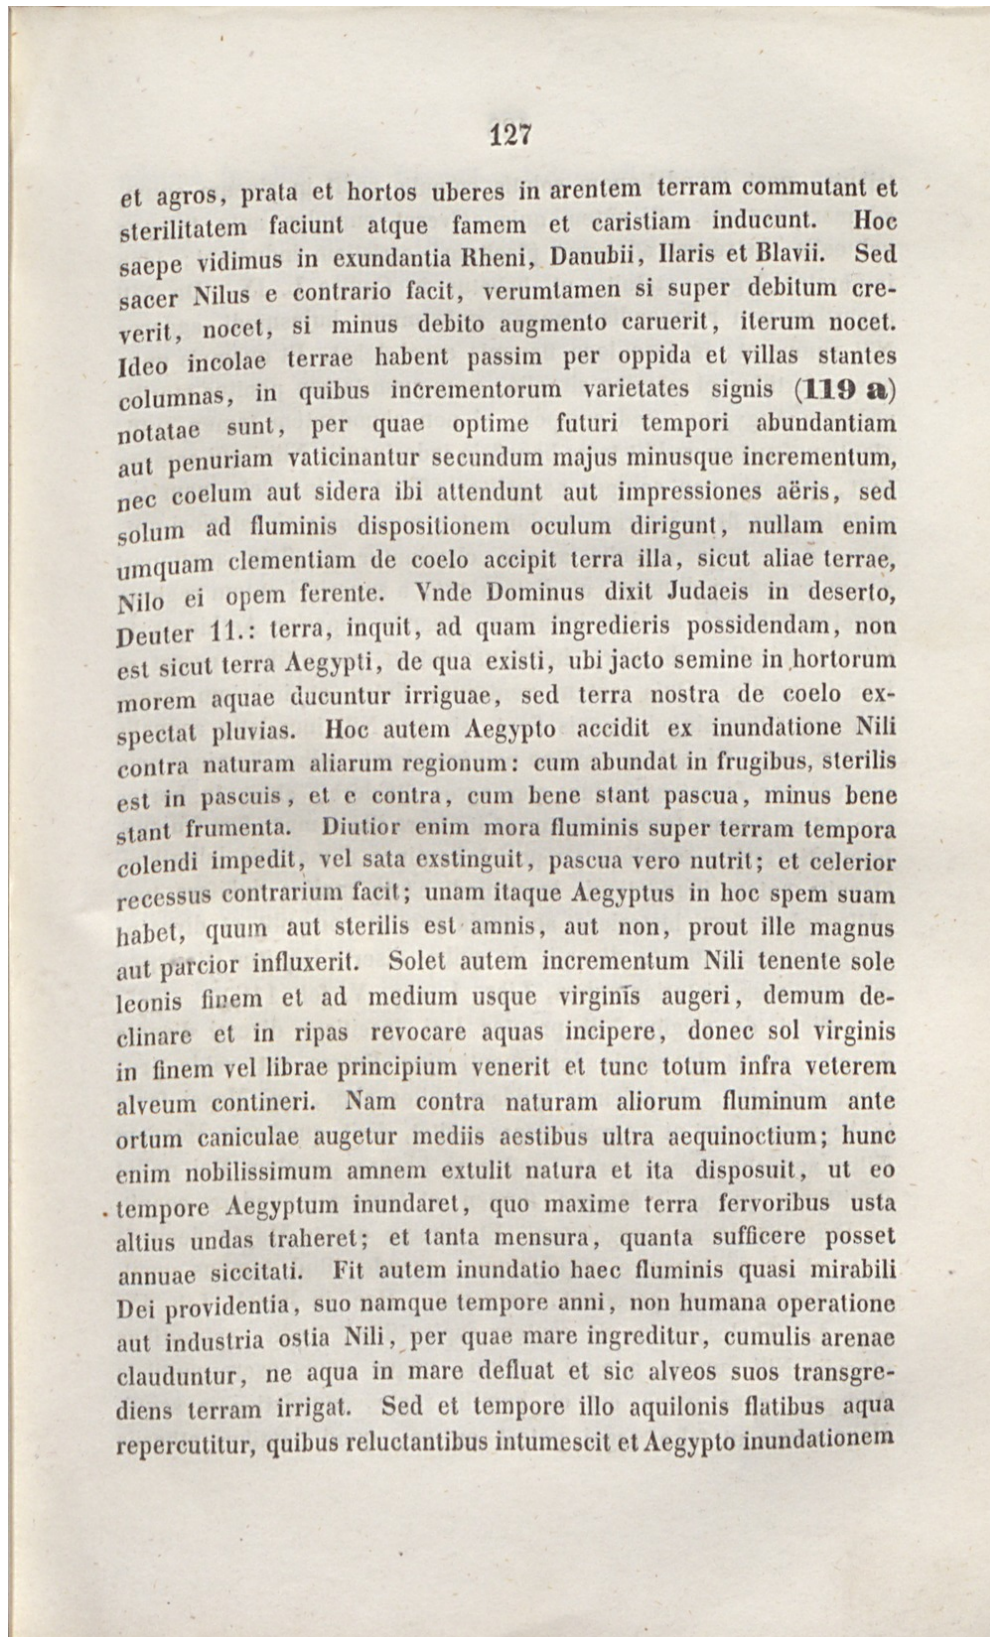 127
et agros, prata et hortos uberes in arentem terram commutant et
sterilitatem faciunt atque famem et caristiam inducunt. Hoc
saepe vidimus in exundantia Rheni, Danubii, Ilaris et Blavii. Sed
sacer Nilus e contrario facit, verumtamen si super debitum cre-
verit, nocet, si minus debito augmento caruerit, iterum nocet.
Ideo incolae terrae habent passim per oppida et villas stantes
columnas, in quibus incrementorum varietates signis (119 a)
notatae sunt, per quae optime futuri tempori abundantiam
aut penuriam vaticinantur secundum majus minusque incrementum,
nec coelum aut sidera ibi attendunt aut impressiones aëris, sed
solum ad fluminis dispositionem oculum dirigunt, nullam enim
umquam clementiam de coelo accipit terra illa, sicut aliae terrae,
Nilo ei opem ferente. Vnde Dominus dixit Judaeis in deserto,
Deuter 11.: terra, inquit, ad quam ingredieris possidendam, non
est sicut terra Aegypti, de qua existi, ubi jacto semine in hortorum
morem aquae ducuntur irriguae, sed terra nostra de coelo ex-
spectat pluvias. Hoc autem Aegypto accidit ex inundatione Nili
contra naturam aliarum regionum: cum abundat in frugibus, sterilis
est in pascuis, et e contra, cum bene stant pascua, minus bene
stant frumenta. Diutior enim mora fluminis super terram tempora
colendi impedit, vel sata exstinguit, pascua vero nutrit; et celerior
recessus contrarium facit; unam itaque Aegyptus in hoc spem suam
habet, quum aut sterilis est amnis, aut non, prout ille magnus
aut parcior influxerit. Solet autem incrementum Nili tenente sole
leonis finem et ad medium usque virginis augeri, demum de-
clinare et in ripas revocare aquas incipere, donec sol virginis
in finem vel librae principium venerit et tunc totum infra veterem
alveum contineri. Nam contra naturam aliorum fluminum ante
ortum caniculae augetur mediis aestibus ultra aequinoctium; hunc
enim nobilissimum amnem extulit natura et ita disposuit, ut eo
tempore Aegyptum inundaret, quo maxime terra fervoribus usta
altius undas traheret; et tanta mensura, quanta sufficere posset
annuae siccitati. Fit autem inundatio haec fluminis quasi mirabili
Dei providentia, suo namque tempore anni, non humana operatione
aut industria ostia Nili, per quae mare ingreditur, cumulis arenae
clauduntur, ne aqua in mare defluat et sic alveos suos transgre-
diens terram irrigat. Sed et tempore illo aquilonis flatibus aqua
repercutitur, quibus reluctantibus intumescit et Aegypto inundationem